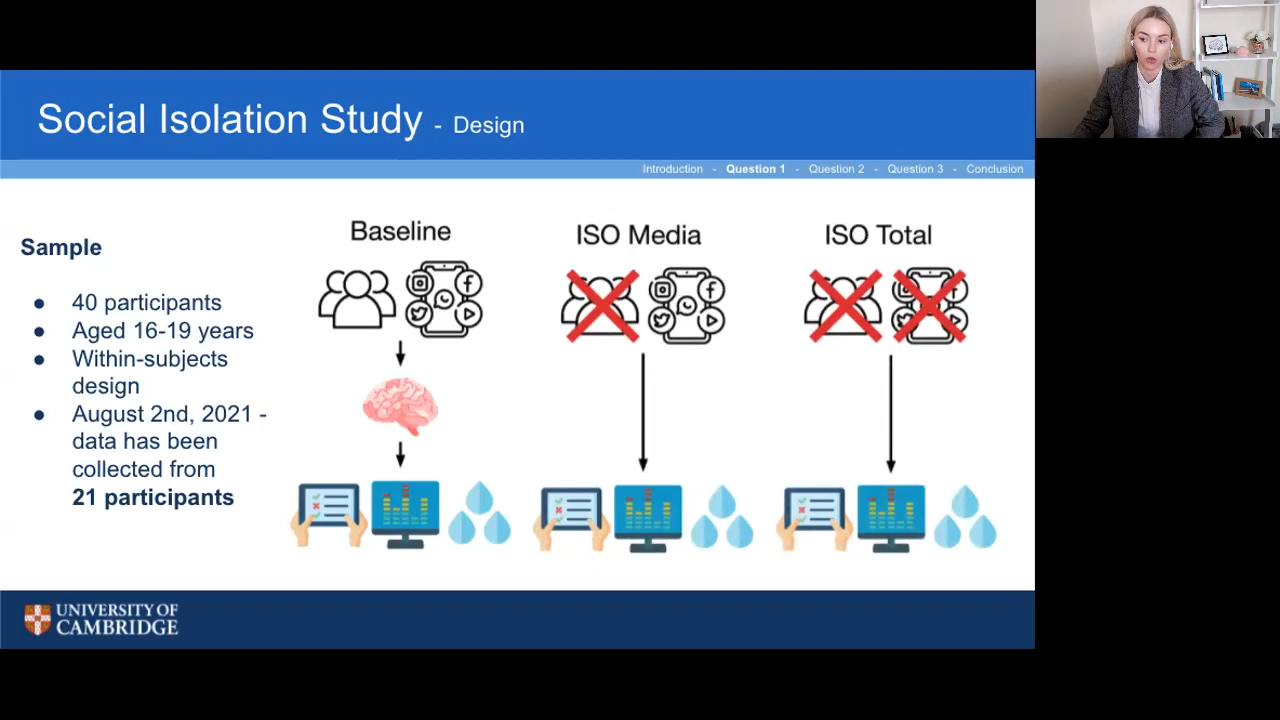 Social Isolation Study - Design
Introduction - Question 1 - Question 2 - Question 3 - Conclusion
Sample
● 40 participants
● Aged 16-19 years
● Within-subjects
design
● August 2nd, 2021 -
data has been
collected from
21 participants
Baseline
ISO Media
ISO Total
UNIVERSITY OF
CAMBRIDGE